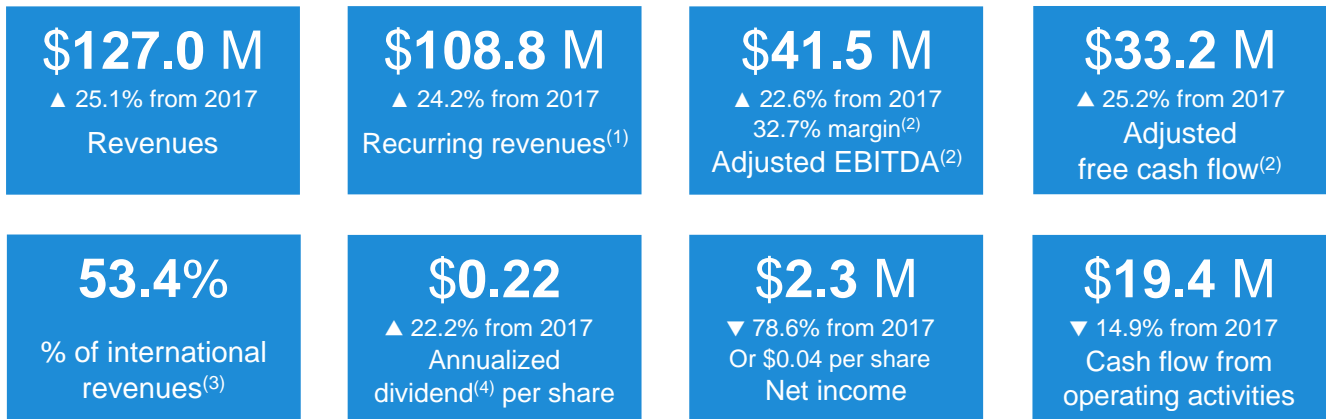 $127.0 M
▲ 25.1% from 2017
Revenues
$108.8 M
▲ 24.2% from 2017
Recurring revenues(1)
$41.5 M
▲ 22.6% from 2017
32.7% margin(2)
Adjusted EBITDA(2)
$33.2 M
▲ 25.2% from 2017
Adjusted
free cash flow(2)
53.4%
% of international
revenues(3)
$0.22
▲ 22.2% from 2017
Annualized
dividend(4) per share
$2.3 M
▼ 78.6% from 2017
Or $0.04 per share
Net income
$19.4 M
▼ 14.9% from 2017
Cash flow from
operating activities